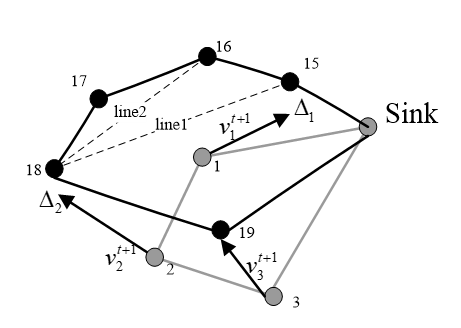 16
15
17
line2
Δ₁
Sink
v₁ᵗ⁺¹
line1
1
18
Δ₂
19
v₂ᵗ⁺¹
2
v₃ᵗ⁺¹
3